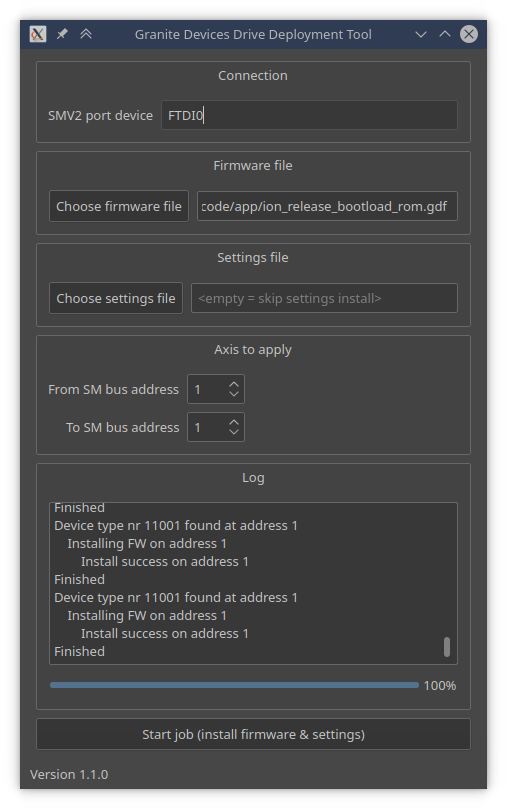 Granite Devices Drive Deployment Tool
Connection
SMV2 port device FTDI0
Firmware file
Choose firmware file code/app/ion_release_bootload_rom.gdf
Settings file
Choose settings file <empty = skip settings install>
Axis to apply
From SM bus address 1
To SM bus address 1
Log
Finished
Device type nr 11001 found at address 1
Installing FW on address 1
Install success on address 1
Finished
Device type nr 11001 found at address 1
Installing FW on address 1
Install success on address 1
Finished
100%
Start job (install firmware & settings)
Version 1.1.0